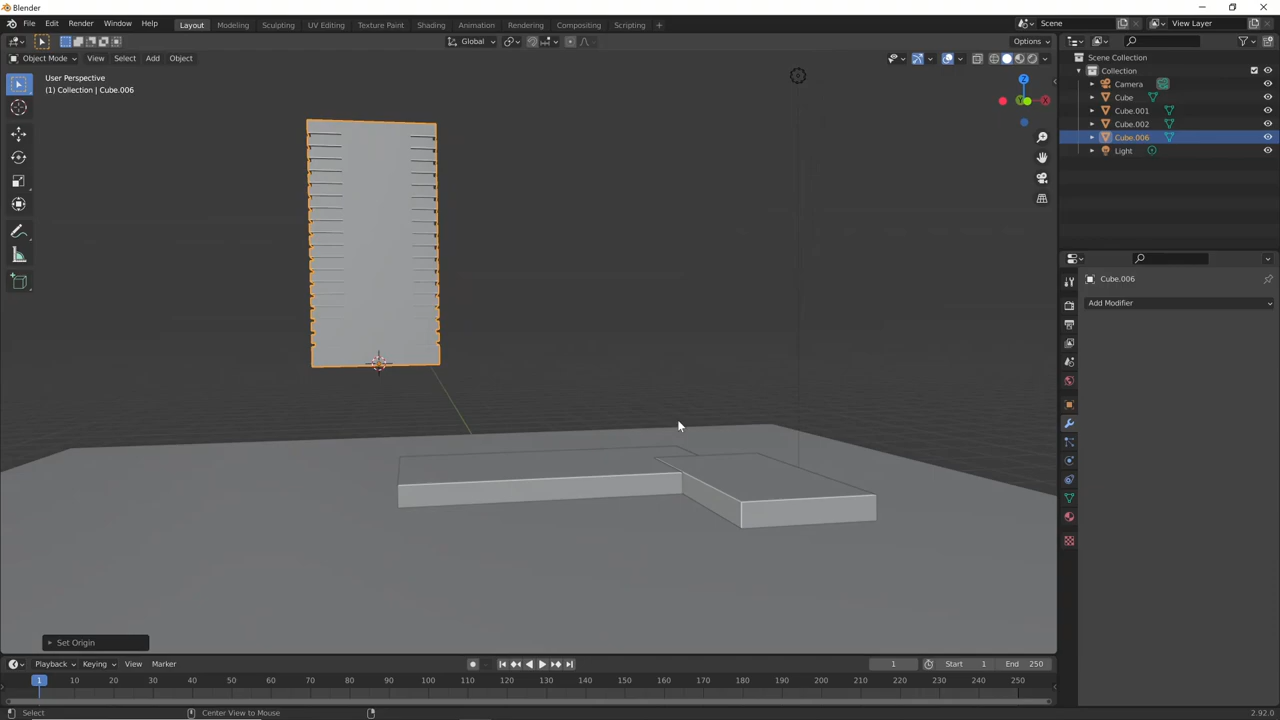 Blender
File Edit Render Window Help Layout Modeling Sculpting UV Editing Texture Paint Shading Animation Rendering Compositing Scripting + Scene View Layer
Global Options
Object Mode View Select Add Object
User Perspective
(1) Collection | Cube.006
Z
X
Y
Scene Collection
Collection
Camera
Cube
Cube.001
Cube.002
Cube.006
Light
Cube.006
Add Modifier
Set Origin
Playback Keying View Marker 1 Start 1 End 250
1 10 20 30 40 50 60 70 80 90 100 110 120 130 140 150 160 170 180 190 200 210 220 230 240 250
Select Center View to Mouse 2.92.0